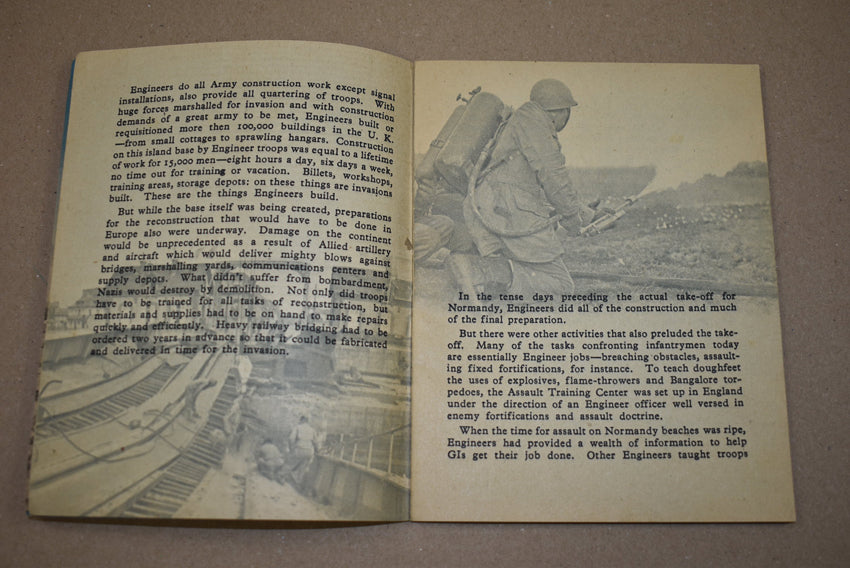 Engineers do all Army construction work except signal
installations, also provide all quartering of troops. With
huge forces marshalled for invasion and with construction
demands of a great army to be met, Engineers built or
requisitioned more then 100,000 buildings in the U. K.
—from small cottages to sprawling hangars. Construction
on this island base by Engineer troops was equal to a lifetime
of work for 15,000 men—eight hours a day, six days a week,
no time out for training or vacation. Billets, workshops,
training areas, storage depots: on these things are invasions
built. These are the things Engineers build.
But while the base itself was being created, preparations
for the reconstruction that would have to be done in
Europe also were underway. Damage on the continent
would be unprecedented as a result of Allied artillery
and aircraft which would deliver mighty blows against
bridges, marshalling yards, communications centers and
supply depots. What didn't suffer from bombardment,
Nazis would destroy by demolition. Not only did troops
have to be trained for all tasks of reconstruction, but
materials and supplies had to be on hand to make repairs
quickly and efficiently. Heavy railway bridging had to be
ordered two years in advance so that it could be fabricated
and delivered in time for the invasion.
In the tense days preceding the actual take-off for
Normandy, Engineers did all of the construction and much
of the final preparation.
But there were other activities that also preluded the take-
off. Many of the tasks confronting infantrymen today
are essentially Engineer jobs—breaching obstacles, assault-
ing fixed fortifications, for instance. To teach doughfeet
the uses of explosives, flame-throwers and Bangalore tor-
pedoes, the Assault Training Center was set up in England
under the direction of an Engineer officer well versed in
enemy fortifications and assault doctrine.
When the time for assault on Normandy beaches was ripe,
Engineers had provided a wealth of information to help
GIs get their job done. Other Engineers taught troops